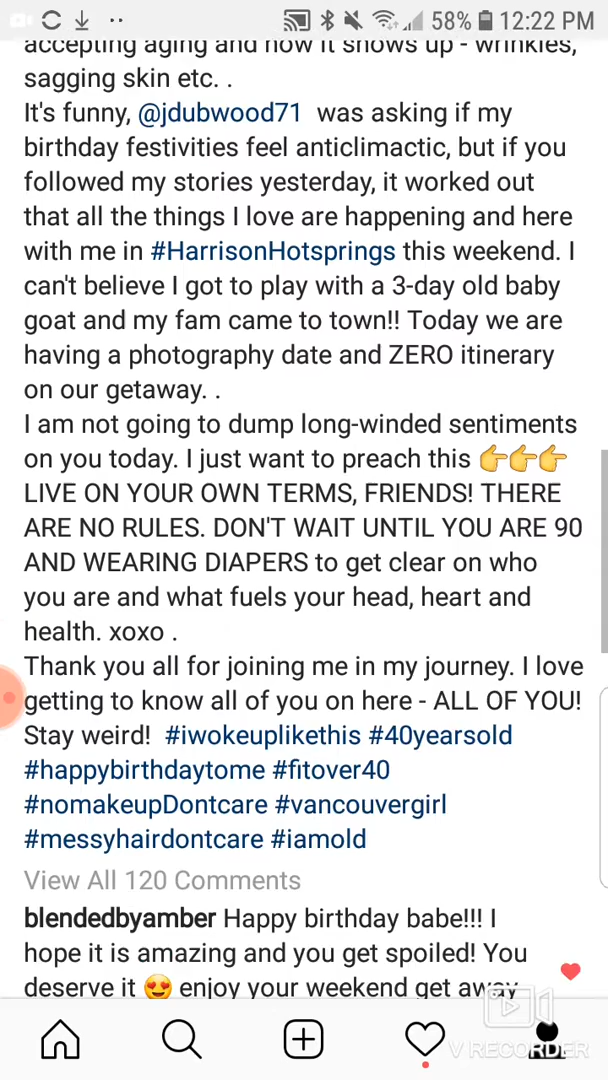 58% 12:22 PM
accepting aging and how it shows up - wrinkles,
sagging skin etc. .
It's funny, @jdubwood71 was asking if my
birthday festivities feel anticlimactic, but if you
followed my stories yesterday, it worked out
that all the things I love are happening and here
with me in #HarrisonHotsprings this weekend. I
can't believe I got to play with a 3-day old baby
goat and my fam came to town!! Today we are
having a photography date and ZERO itinerary
on our getaway. .
I am not going to dump long-winded sentiments
on you today. I just want to preach this 👉👉👉
LIVE ON YOUR OWN TERMS, FRIENDS! THERE
ARE NO RULES. DON'T WAIT UNTIL YOU ARE 90
AND WEARING DIAPERS to get clear on who
you are and what fuels your head, heart and
health. xoxo .
Thank you all for joining me in my journey. I love
getting to know all of you on here - ALL OF YOU!
Stay weird! #iwokeuplikethis #40yearsold
#happybirthdaytome #fitover40
#nomakeupDontcare #vancouvergirl
#messyhairdontcare #iamold
View All 120 Comments
blendedbyamber Happy birthday babe!!! I
hope it is amazing and you get spoiled! You
deserve it 😍 enjoy your weekend get away
V RECORDER